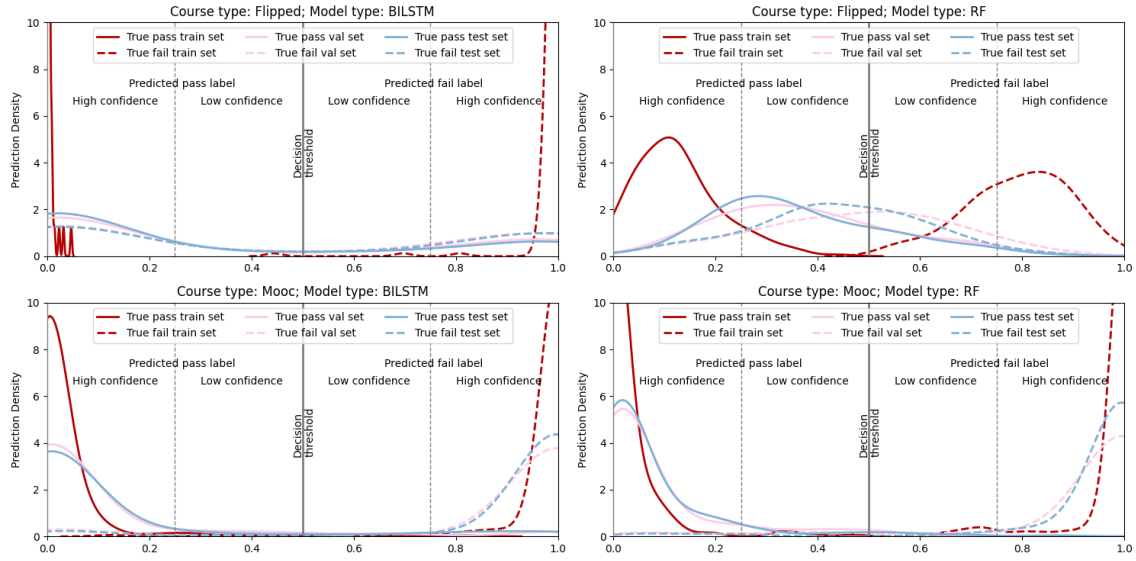 Course type: Flipped; Model type: BILSTM
10
8
6
4
2
0
Prediction Density
True pass train set
True fail train set
True pass val set
True fail val set
True pass test set
True fail test set
Predicted pass label
Predicted fail label
High confidence
Low confidence
Low confidence
High confidence
Decision
threshold
0.0
0.2
0.4
0.6
0.8
1.0
Course type: Flipped; Model type: RF
10
8
6
4
2
0
Prediction Density
True pass train set
True fail train set
True pass val set
True fail val set
True pass test set
True fail test set
Predicted pass label
Predicted fail label
High confidence
Low confidence
Low confidence
High confidence
Decision
threshold
0.0
0.2
0.4
0.6
0.8
1.0
Course type: Mooc; Model type: BILSTM
10
8
6
4
2
0
Prediction Density
True pass train set
True fail train set
True pass val set
True fail val set
True pass test set
True fail test set
Predicted pass label
Predicted fail label
High confidence
Low confidence
Low confidence
High confidence
Decision
threshold
0.0
0.2
0.4
0.6
0.8
1.0
Course type: Mooc; Model type: RF
10
8
6
4
2
0
Prediction Density
True pass train set
True fail train set
True pass val set
True fail val set
True pass test set
True fail test set
Predicted pass label
Predicted fail label
High confidence
Low confidence
Low confidence
High confidence
Decision
threshold
0.0
0.2
0.4
0.6
0.8
1.0